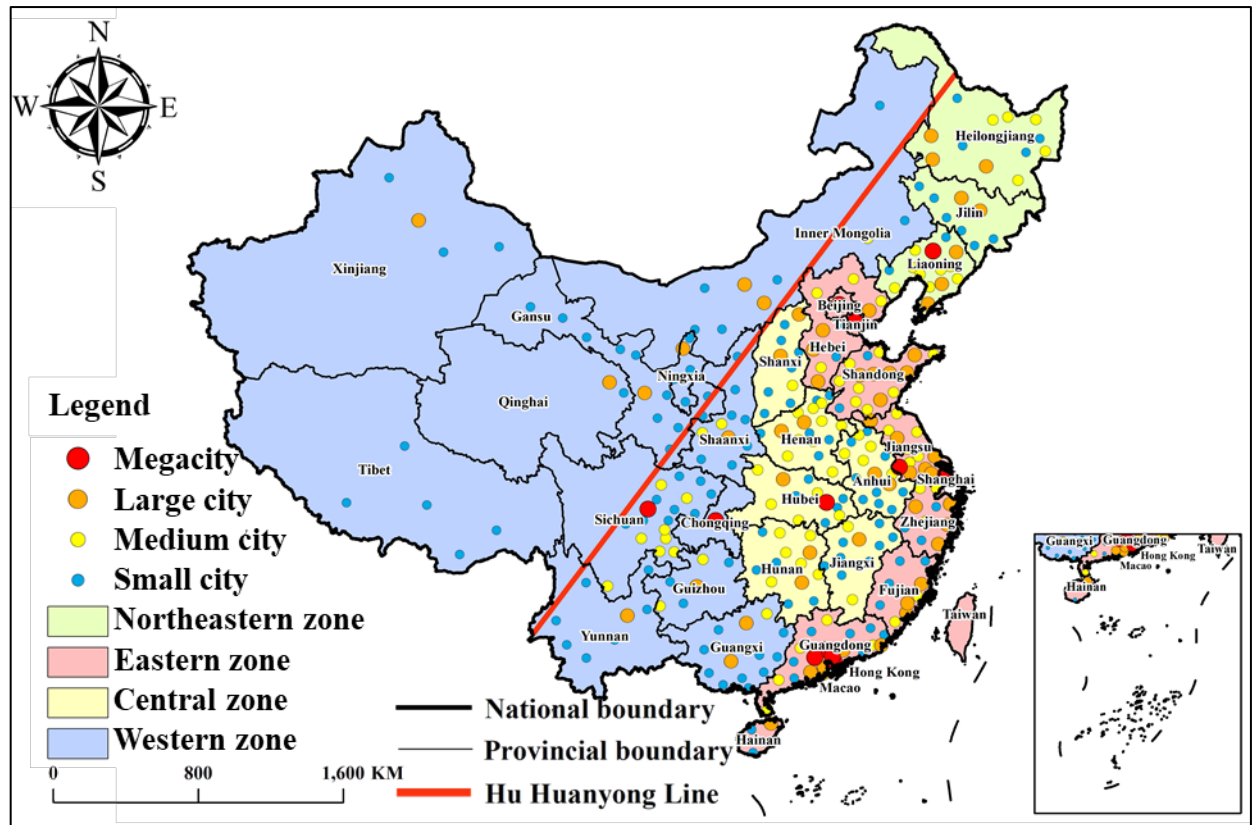 N
W
E
S
Heilongjiang
Jilin
Inner Mongolia
Liaoning
Xinjiang
Beijing
Tianjin
Gansu
Hebei
Shanxi
Ningxia
Shandong
Qinghai
Shaanxi
Henan
Jiangsu
Tibet
Anhui
Shanghai
Hubei
Sichuan
Chongqing
Zhejiang
Hunan
Jiangxi
Guizhou
Fujian
Taiwan
Yunnan
Guangxi
Guangdong
Hong Kong
Macao
Hainan
Legend
Megacity
Large city
Medium city
Small city
Northeastern zone
Eastern zone
Central zone
Western zone
0 800 1,600 KM
National boundary
Provincial boundary
Hu Huanyong Line
Guangxi
Guangdong
Taiwan
Hong Kong
Macao
Hainan